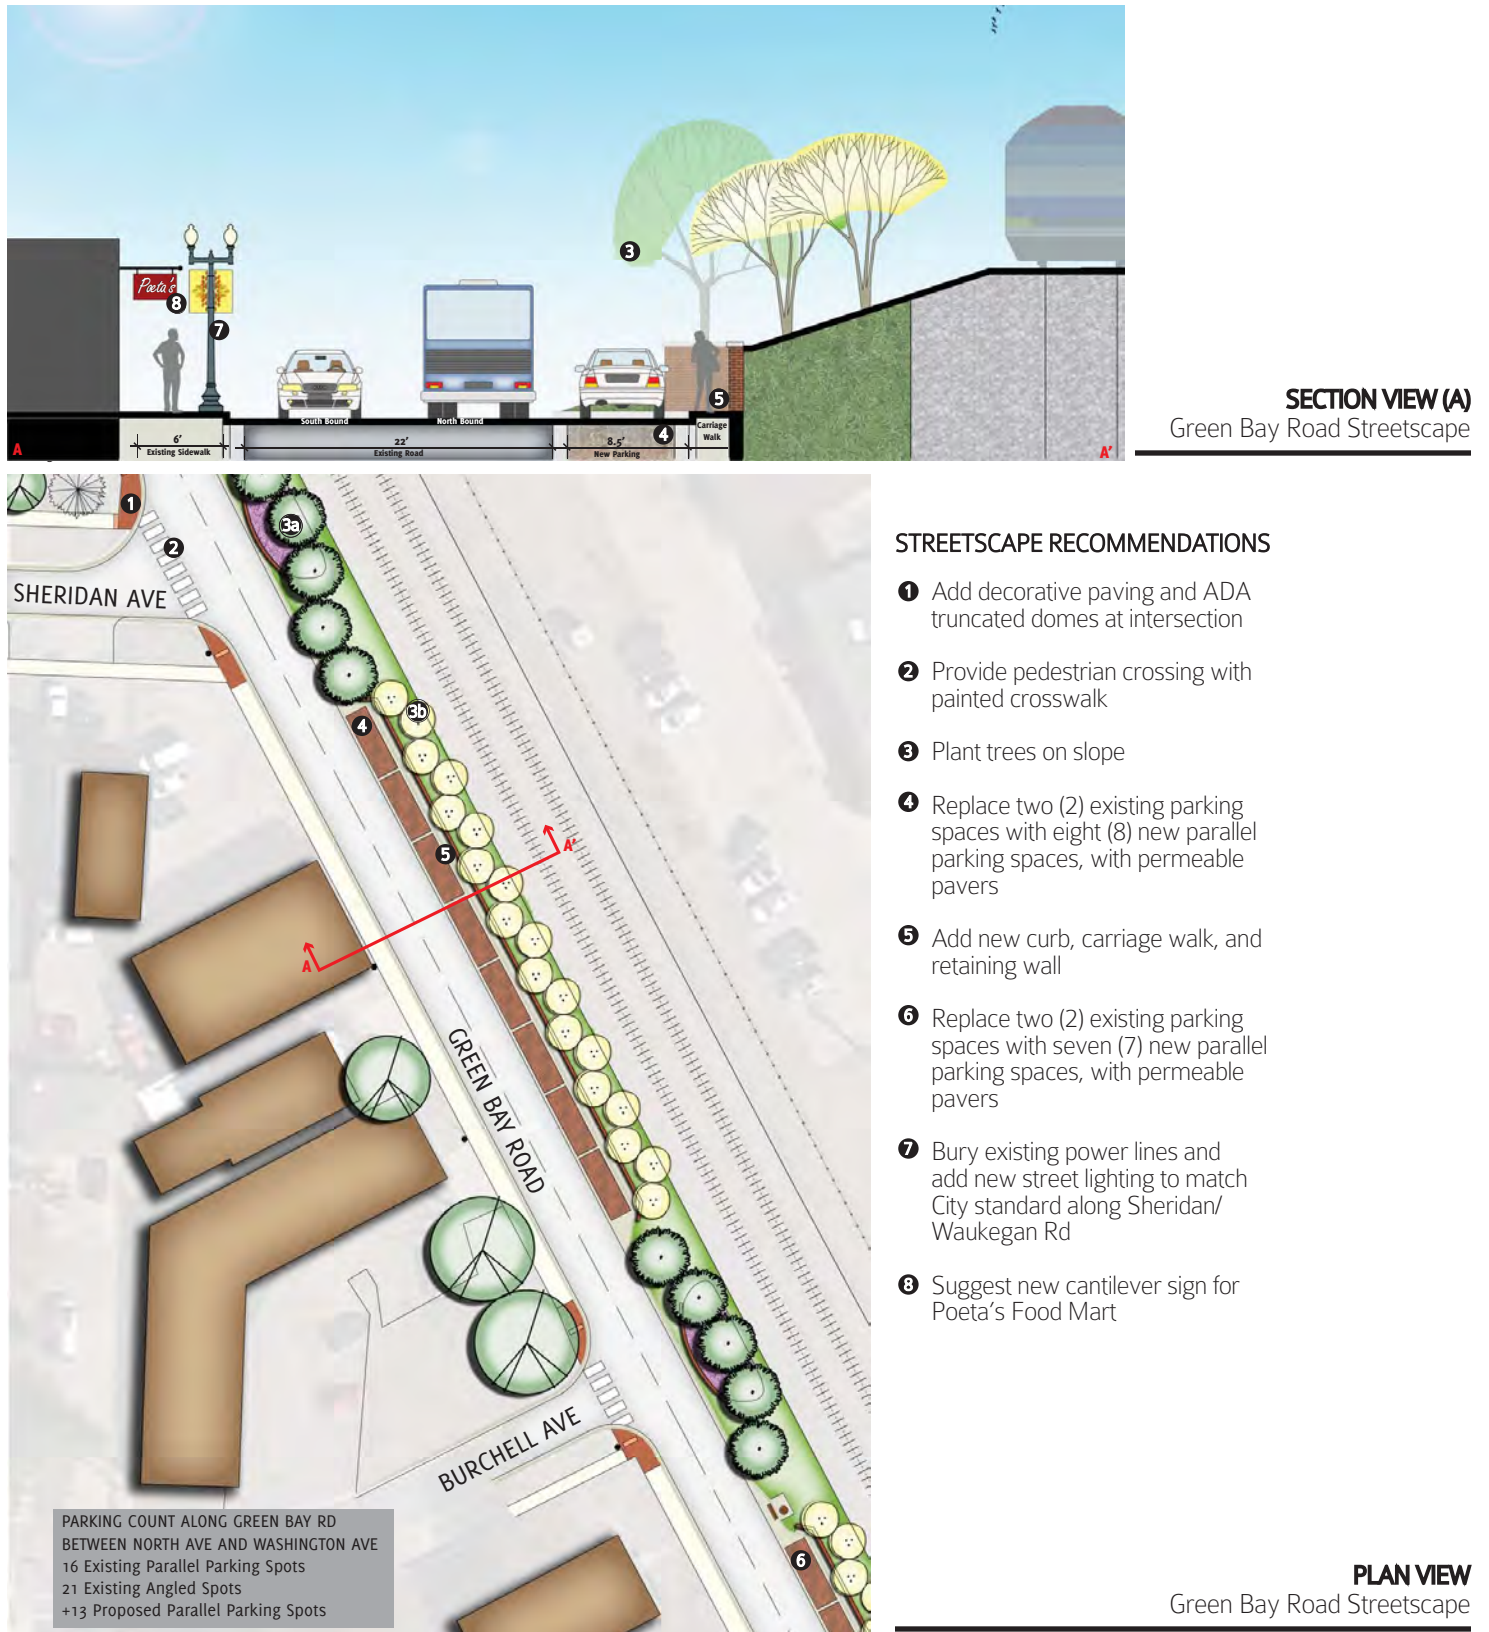 Poeta's
8
7
3
5
4
South Bound
North Bound
Carriage
Walk
6'
Existing Sidewalk
22'
Existing Road
8.5'
New Parking
A
A'
SECTION VIEW (A)
Green Bay Road Streetscape
1
2
3a
SHERIDAN AVE
3b
4
5
A'
A
GREEN BAY ROAD
BURCHELL AVE
6
PARKING COUNT ALONG GREEN BAY RD
BETWEEN NORTH AVE AND WASHINGTON AVE
16 Existing Parallel Parking Spots
21 Existing Angled Spots
+13 Proposed Parallel Parking Spots
STREETSCAPE RECOMMENDATIONS
1 Add decorative paving and ADA
truncated domes at intersection
2 Provide pedestrian crossing with
painted crosswalk
3 Plant trees on slope
4 Replace two (2) existing parking
spaces with eight (8) new parallel
parking spaces, with permeable
pavers
5 Add new curb, carriage walk, and
retaining wall
6 Replace two (2) existing parking
spaces with seven (7) new parallel
parking spaces, with permeable
pavers
7 Bury existing power lines and
add new street lighting to match
City standard along Sheridan/
Waukegan Rd
8 Suggest new cantilever sign for
Poeta's Food Mart
PLAN VIEW
Green Bay Road Streetscape